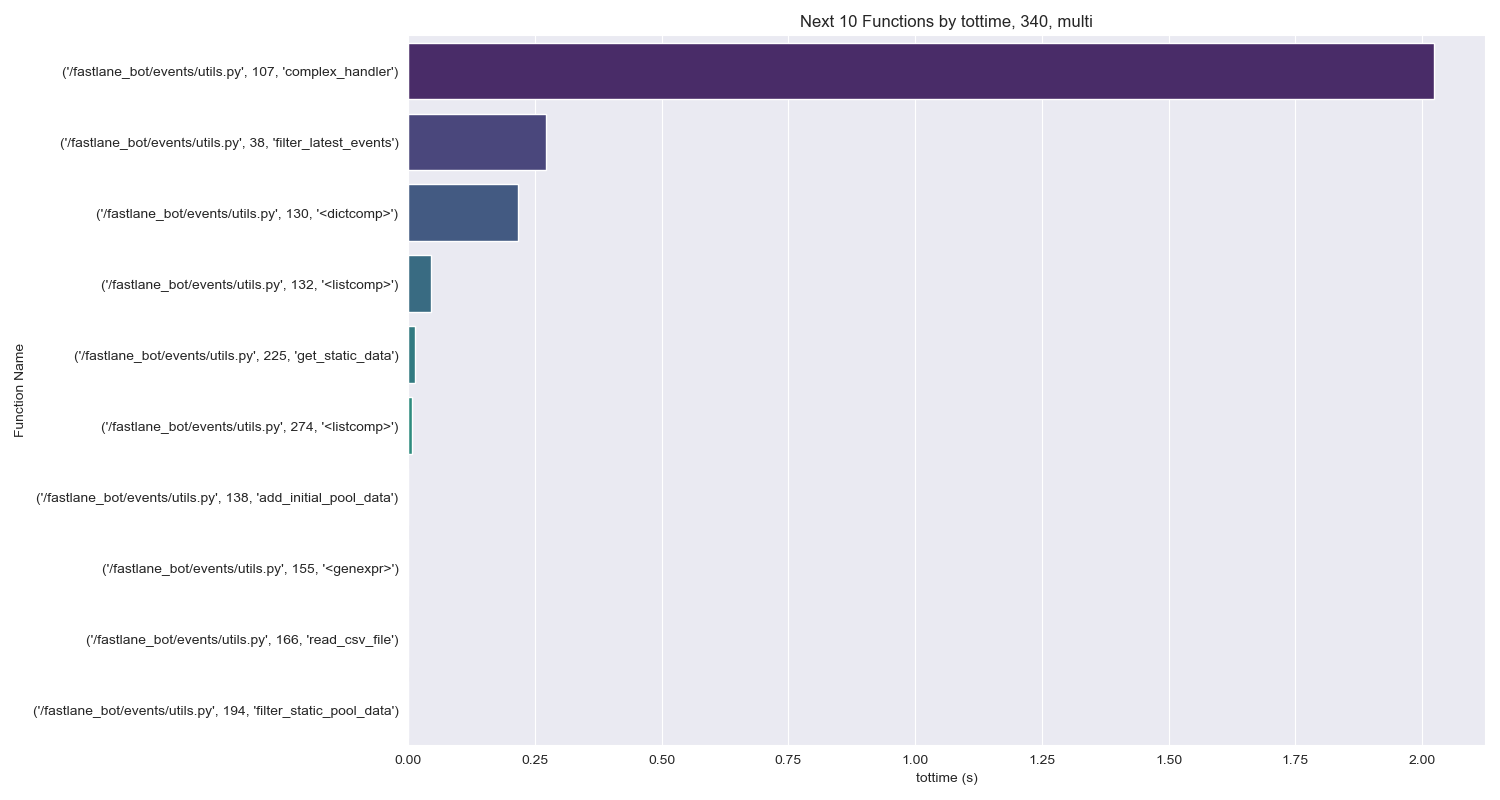 Next 10 Functions by tottime, 340, multi
('/fastlane_bot/events/utils.py', 107, 'complex_handler')
('/fastlane_bot/events/utils.py', 38, 'filter_latest_events')
('/fastlane_bot/events/utils.py', 130, '<dictcomp>')
('/fastlane_bot/events/utils.py', 132, '<listcomp>')
('/fastlane_bot/events/utils.py', 225, 'get_static_data')
('/fastlane_bot/events/utils.py', 274, '<listcomp>')
('/fastlane_bot/events/utils.py', 138, 'add_initial_pool_data')
('/fastlane_bot/events/utils.py', 155, '<genexpr>')
('/fastlane_bot/events/utils.py', 166, 'read_csv_file')
('/fastlane_bot/events/utils.py', 194, 'filter_static_pool_data')
Function Name
0.00 0.25 0.50 0.75 1.00 1.25 1.50 1.75 2.00
tottime (s)